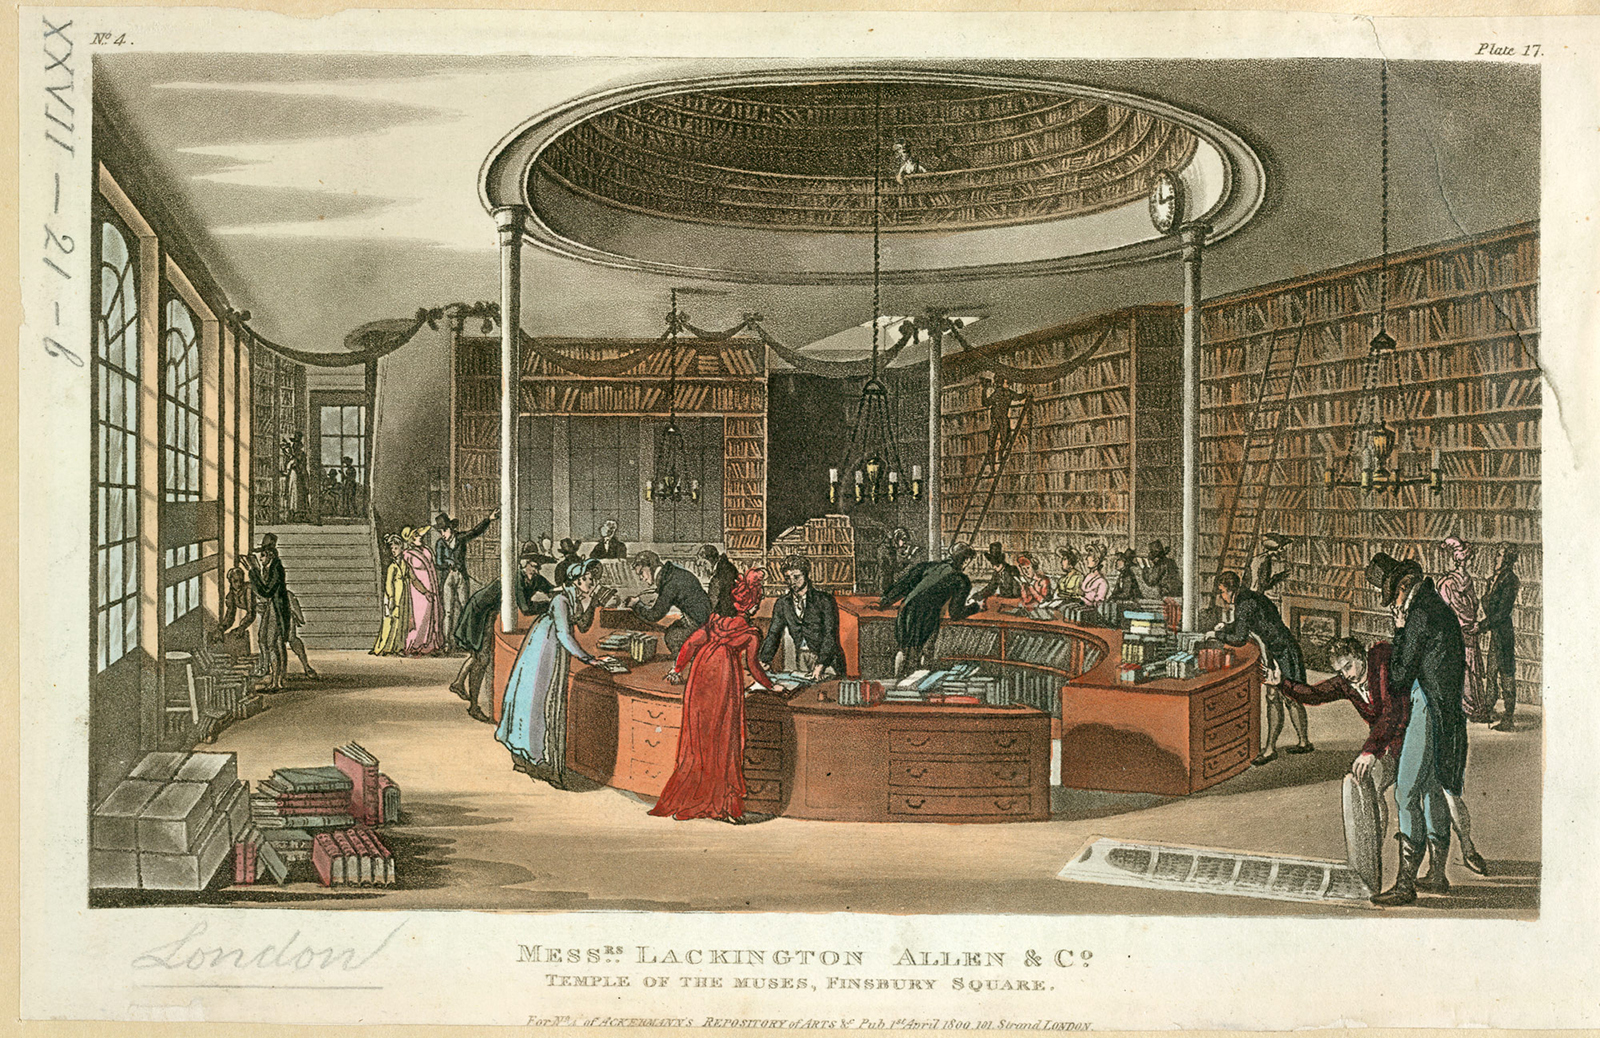 No. 4.
Plate 17.
XXVII - 21 - 6
London
MESSRS. LACKINGTON ALLEN & Co.
TEMPLE OF THE MUSES, FINSBURY SQUARE.
For No. 4 of ACKERMANN'S REPOSITORY of ARTS &c Pub. 1st April 1809. 101 Strand LONDON.